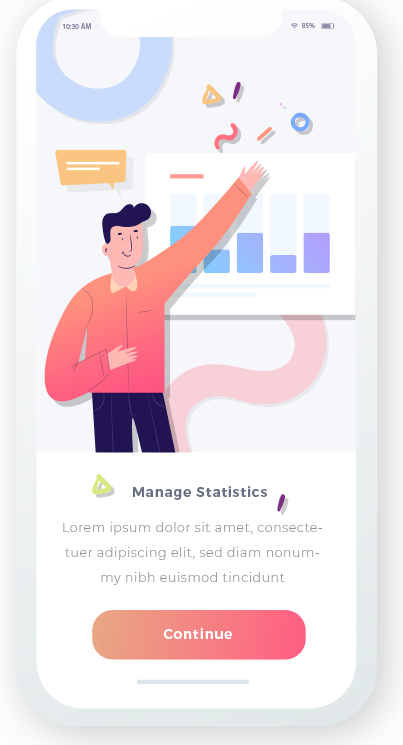 10:30 AM 85%
Manage Statistics
Lorem ipsum dolor sit amet, consecte-
tuer adipiscing elit, sed diam nonum-
my nibh euismod tincidunt
Continue